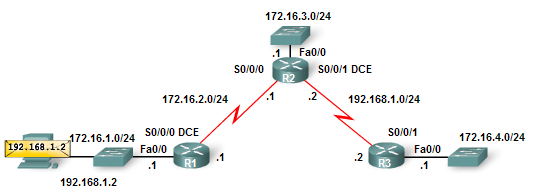 172.16.3.0/24
.1 Fa0/0
S0/0/0 R2 S0/0/1 DCE
172.16.2.0/24 .1 .2 192.168.1.0/24
192.168.1.2 172.16.1.0/24 S0/0/0 DCE S0/0/1 172.16.4.0/24
Fa0/0 R1 .1 .2 R3 Fa0/0
.1 .1
192.168.1.2